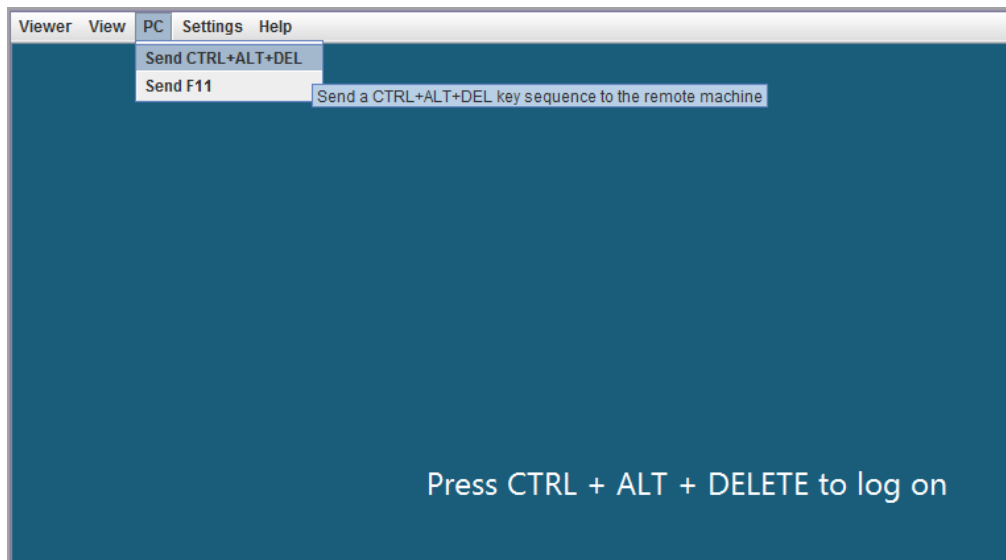 Viewer View PC Settings Help
Send CTRL+ALT+DEL
Send F11
Send a CTRL+ALT+DEL key sequence to the remote machine
Press CTRL + ALT + DELETE to log on